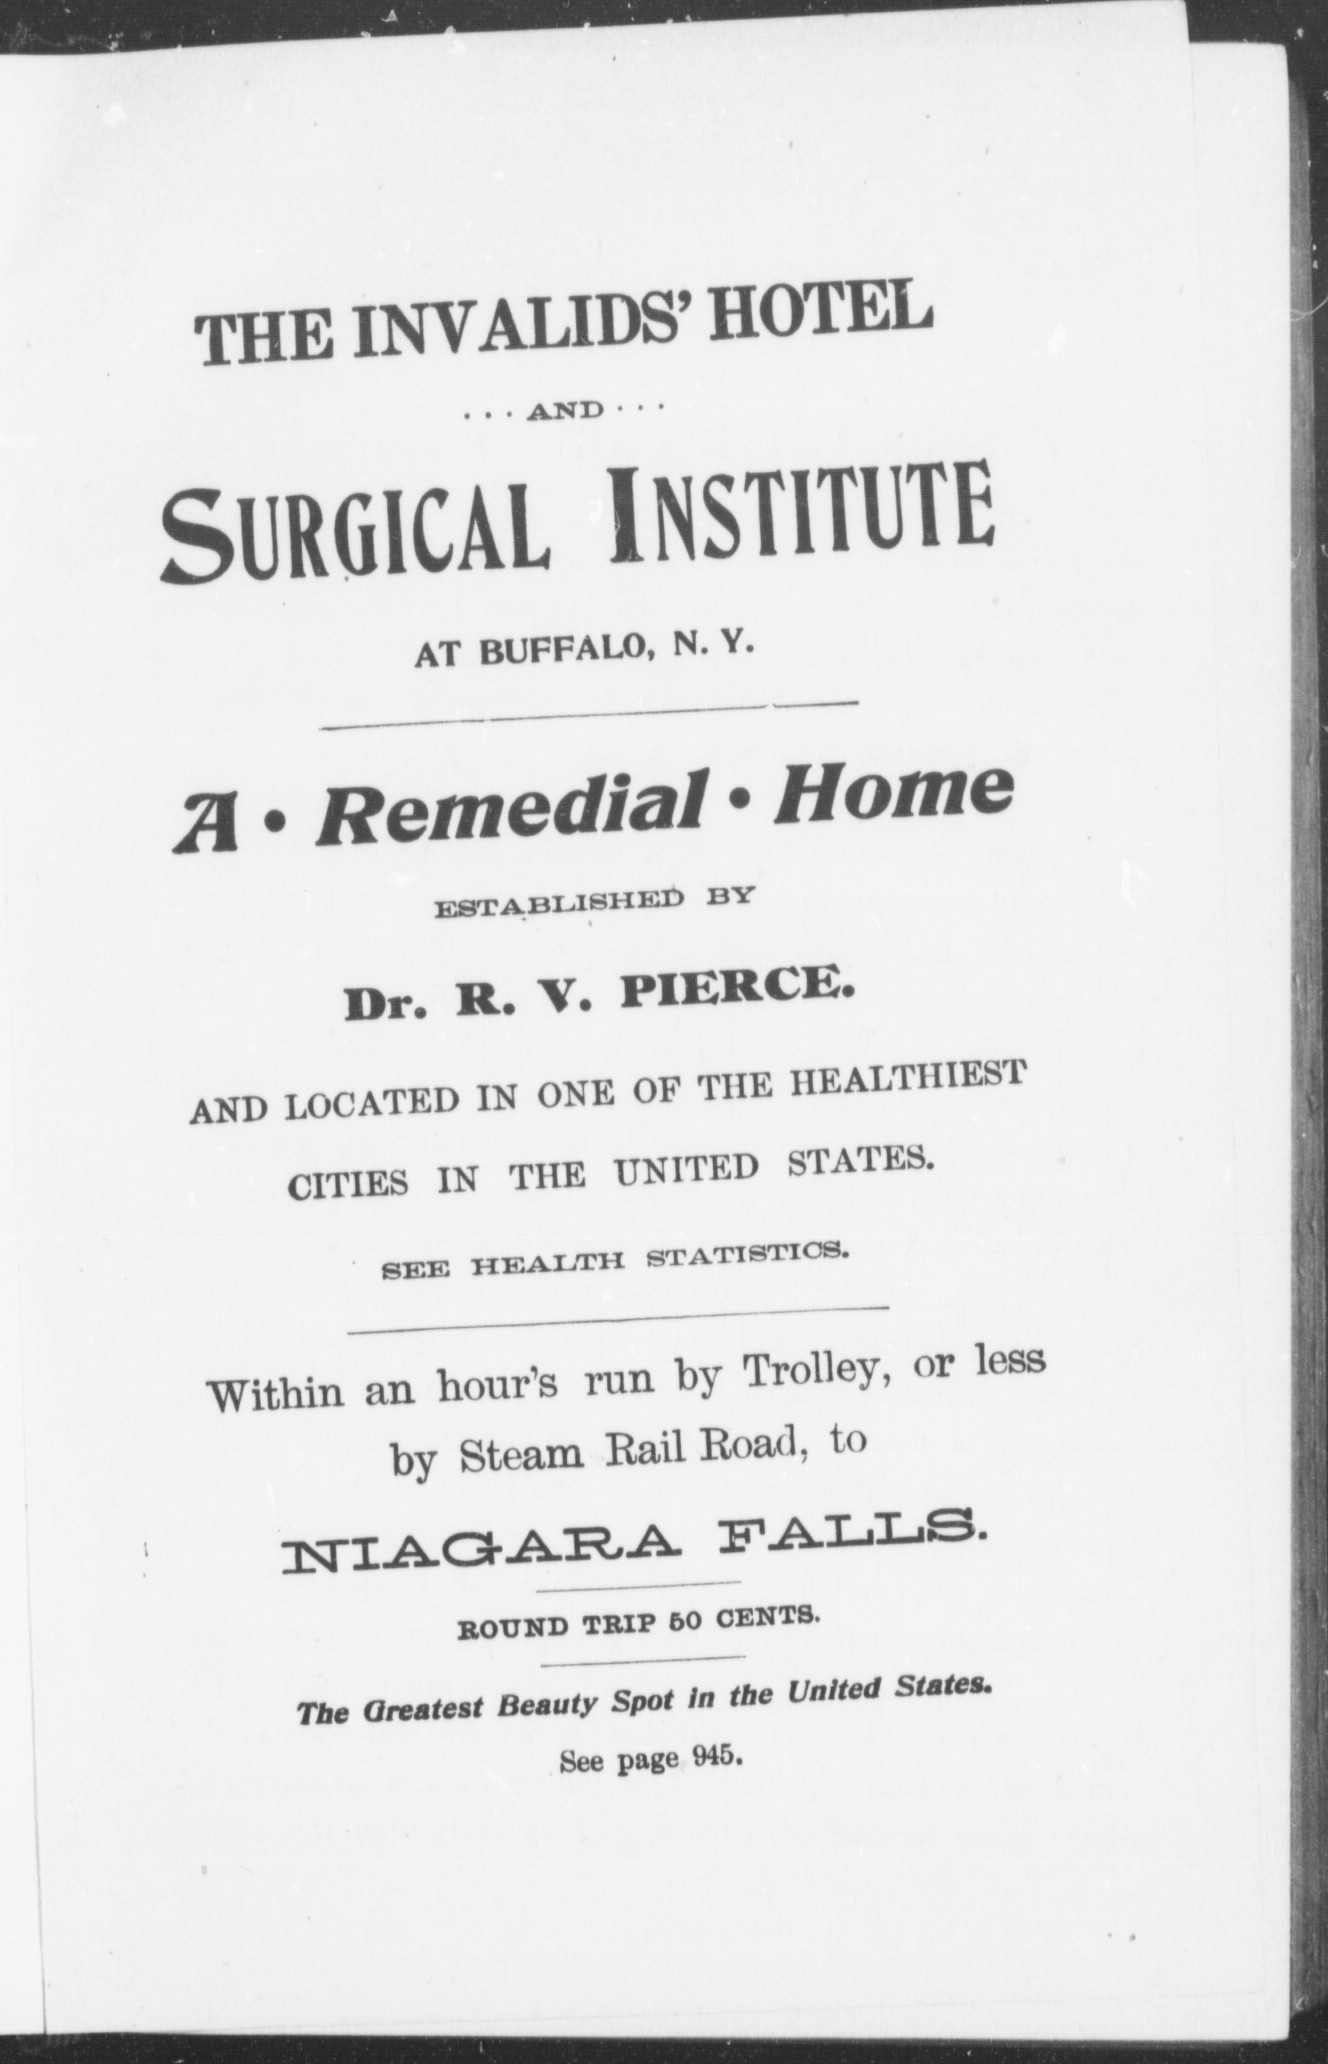 THE INVALIDS' HOTEL
. . . AND . . .
SURGICAL INSTITUTE
AT BUFFALO, N. Y.
A • Remedial • Home
ESTABLISHED BY
Dr. R. V. PIERCE.
AND LOCATED IN ONE OF THE HEALTHIEST
CITIES IN THE UNITED STATES.
SEE HEALTH STATISTICS.
Within an hour's run by Trolley, or less
by Steam Rail Road, to
NIAGARA FALLS.
ROUND TRIP 50 CENTS.
The Greatest Beauty Spot in the United States.
See page 945.